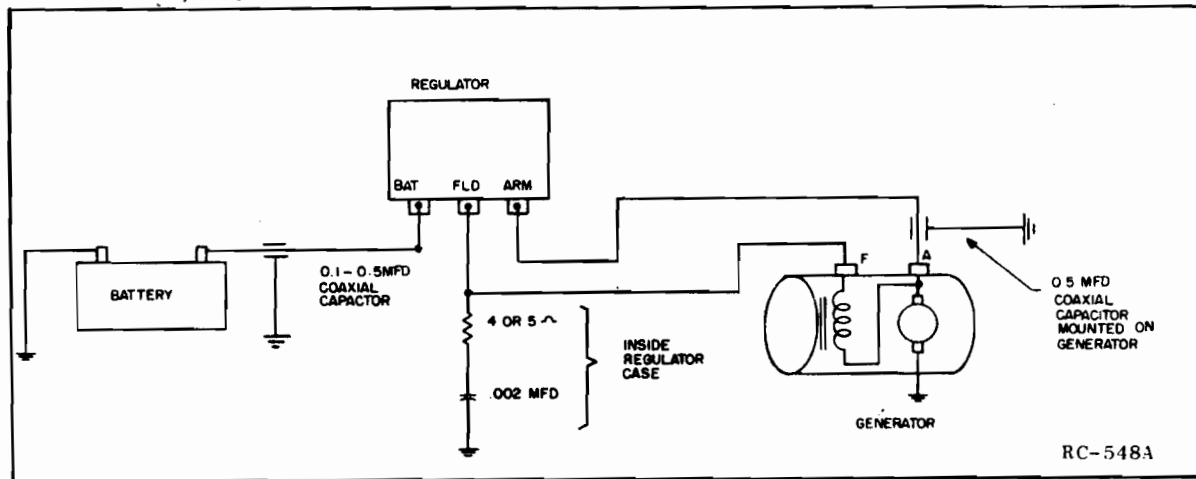 REGULATOR
BAT FLD ARM
BATTERY
0.1-0.5MFD
COAXIAL
CAPACTOR
4 OR 5
.002 MFD
INSIDE
REGULATOR
CASE
F
A
GENERATOR
0.5 MFD
COAXIAL
CAPACITOR
MOUNTED ON
GENERATOR
RC-548A